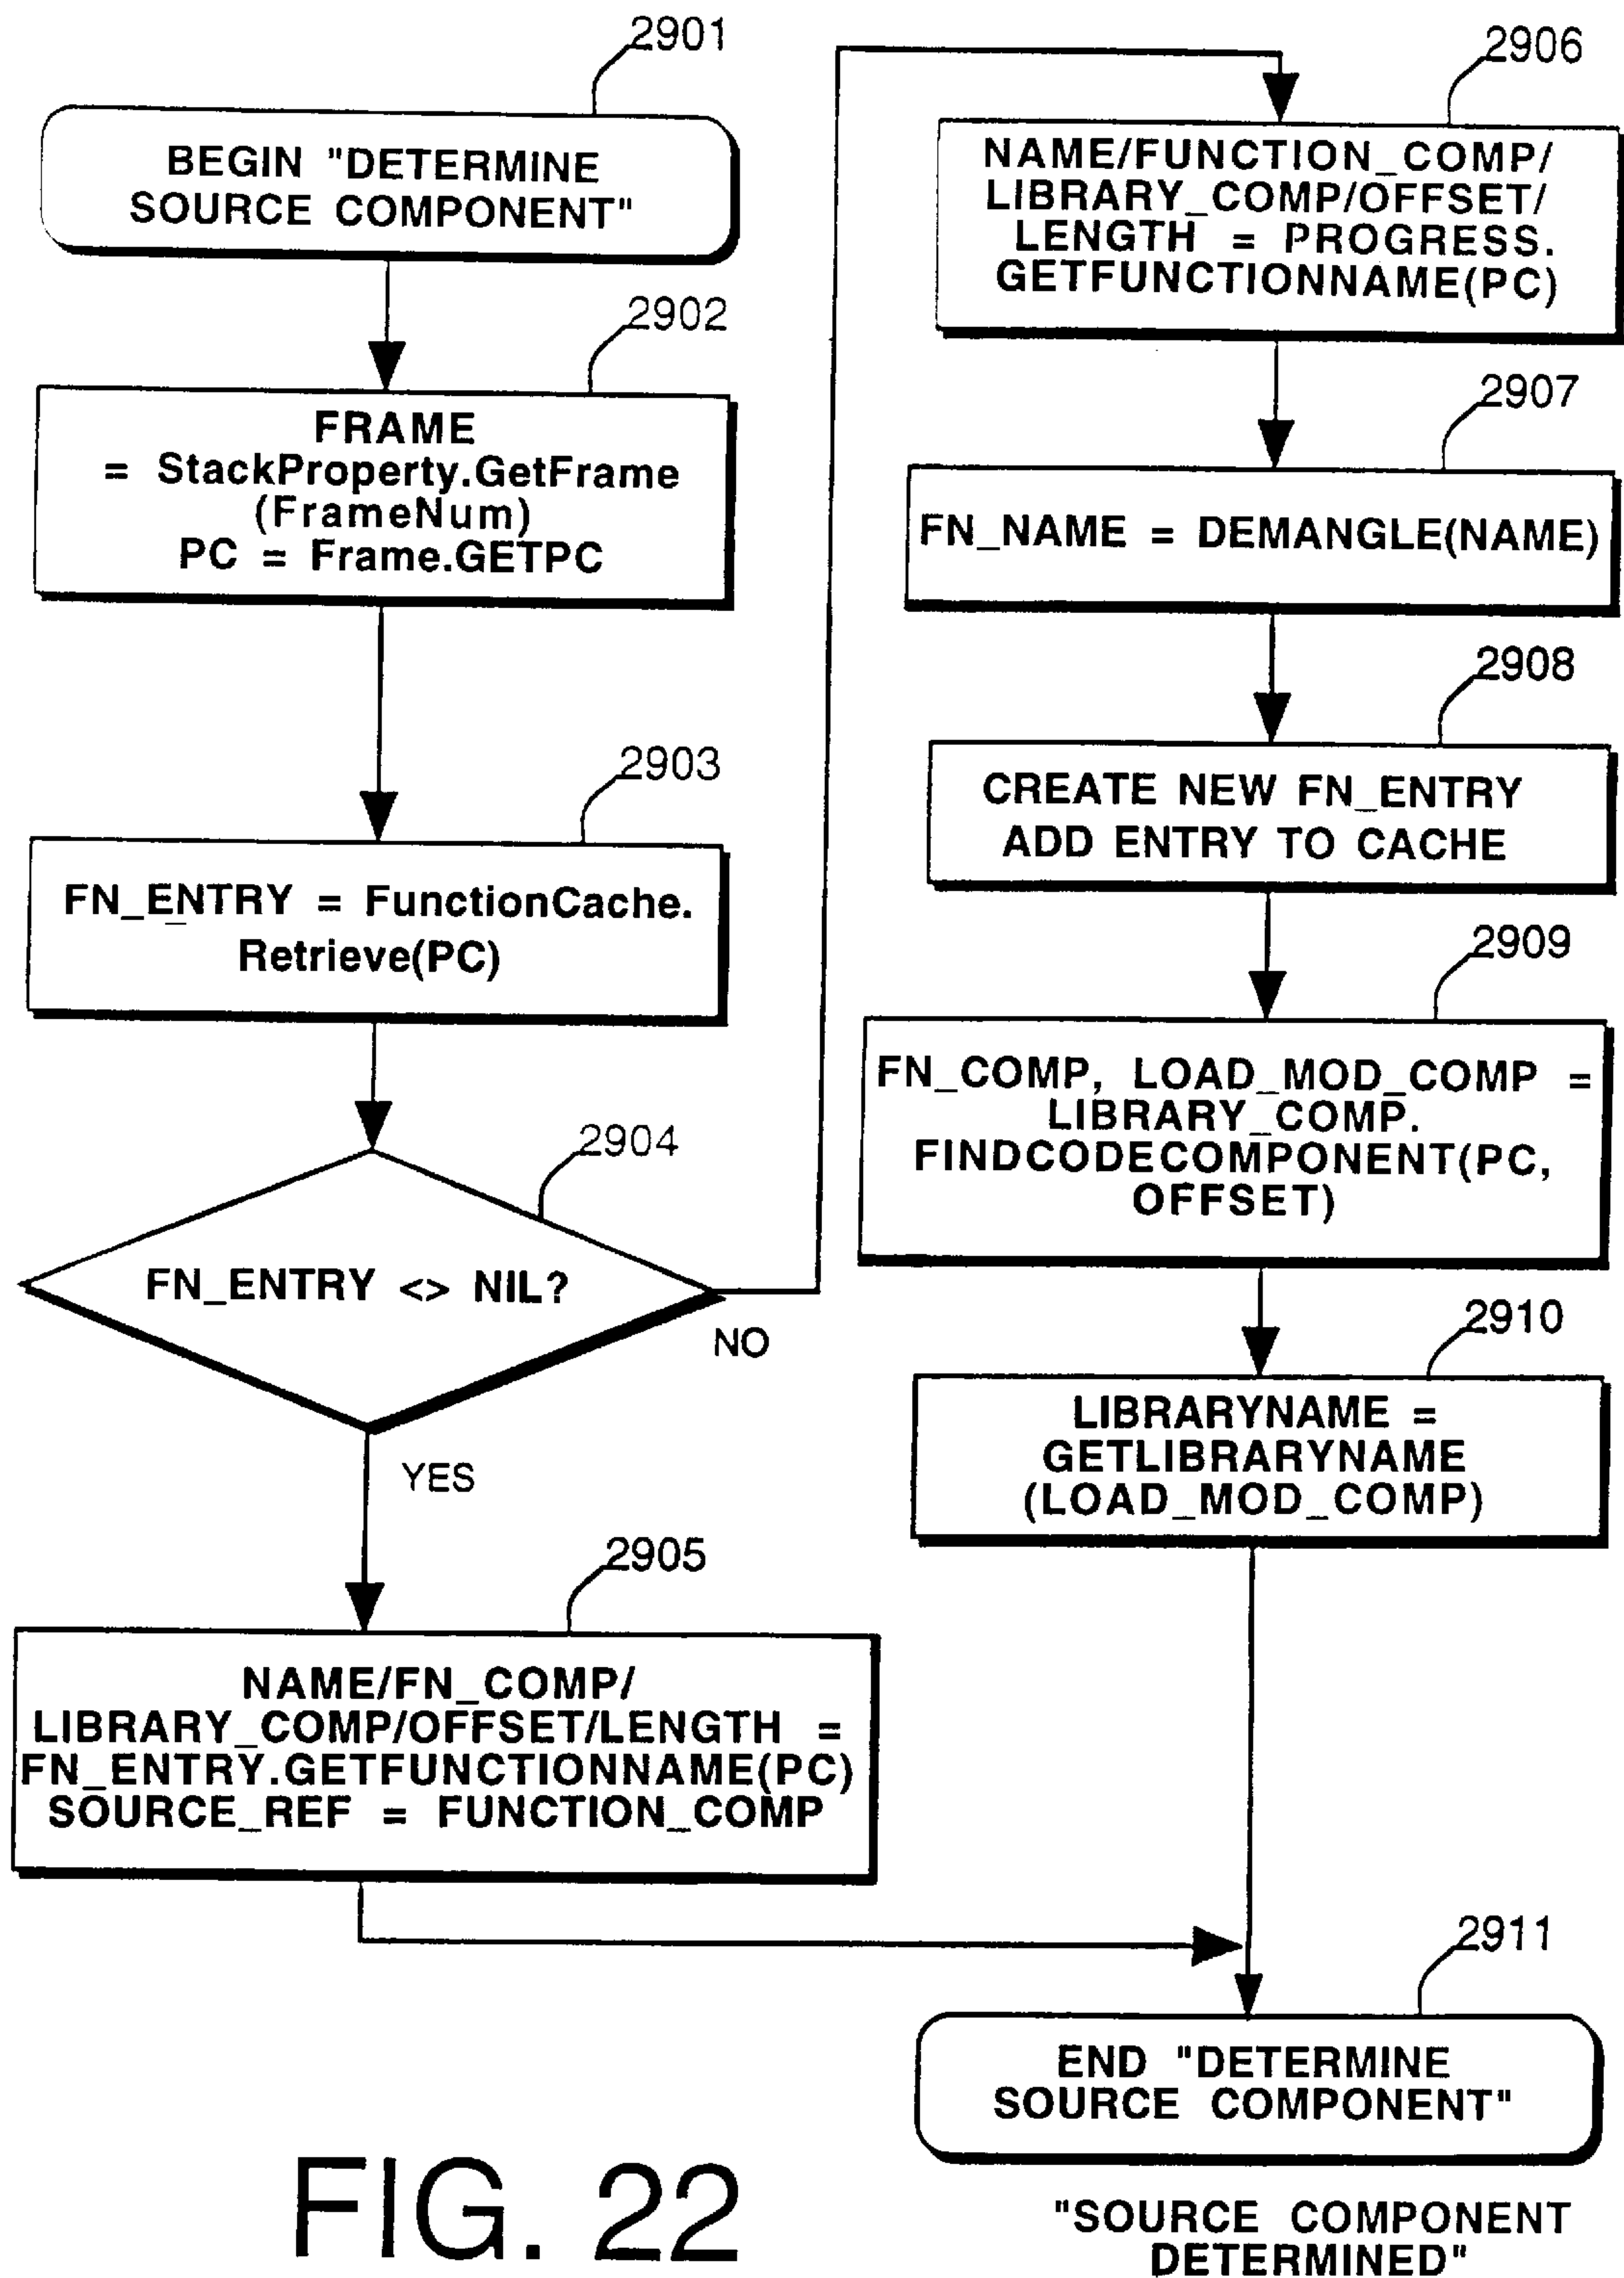 2901
BEGIN "DETERMINE
SOURCE COMPONENT"
2902
FRAME
= StackProperty.GetFrame
(FrameNum)
PC = Frame.GETPC
2903
FN_ENTRY = FunctionCache.
Retrieve(PC)
2904
FN_ENTRY <> NIL?
NO
YES
2905
NAME/FN_COMP/
LIBRARY_COMP/OFFSET/LENGTH =
FN_ENTRY.GETFUNCTIONNAME(PC)
SOURCE_REF = FUNCTION_COMP
2906
NAME/FUNCTION_COMP/
LIBRARY_COMP/OFFSET/
LENGTH = PROGRESS.
GETFUNCTIONNAME(PC)
2907
FN_NAME = DEMANGLE(NAME)
2908
CREATE NEW FN_ENTRY
ADD ENTRY TO CACHE
2909
FN_COMP, LOAD_MOD_COMP =
LIBRARY_COMP.
FINDCODECOMPONENT(PC,
OFFSET)
2910
LIBRARYNAME =
GETLIBRARYNAME
(LOAD_MOD_COMP)
2911
END "DETERMINE
SOURCE COMPONENT"
"SOURCE COMPONENT
DETERMINED"
FIG. 22